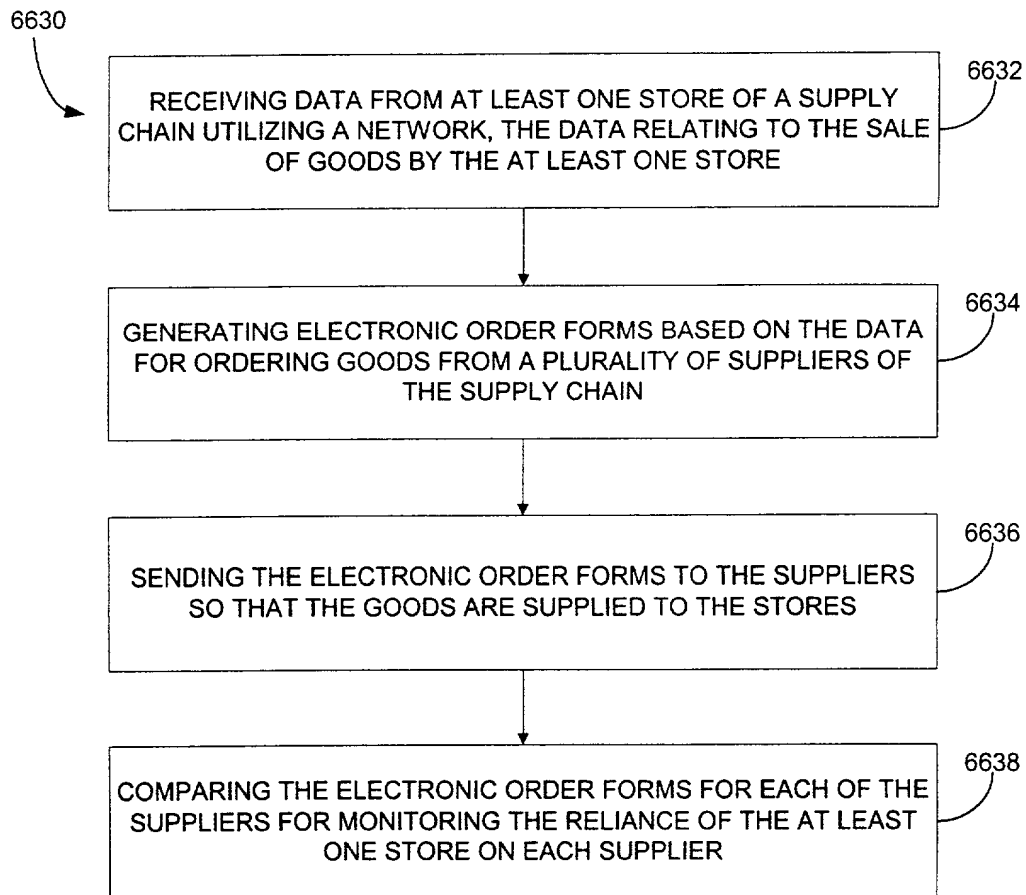 6630
6632
RECEIVING DATA FROM AT LEAST ONE STORE OF A SUPPLY
CHAIN UTILIZING A NETWORK, THE DATA RELATING TO THE SALE
OF GOODS BY THE AT LEAST ONE STORE
6634
GENERATING ELECTRONIC ORDER FORMS BASED ON THE DATA
FOR ORDERING GOODS FROM A PLURALITY OF SUPPLIERS OF
THE SUPPLY CHAIN
6636
SENDING THE ELECTRONIC ORDER FORMS TO THE SUPPLIERS
SO THAT THE GOODS ARE SUPPLIED TO THE STORES
6638
COMPARING THE ELECTRONIC ORDER FORMS FOR EACH OF THE
SUPPLIERS FOR MONITORING THE RELIANCE OF THE AT LEAST
ONE STORE ON EACH SUPPLIER